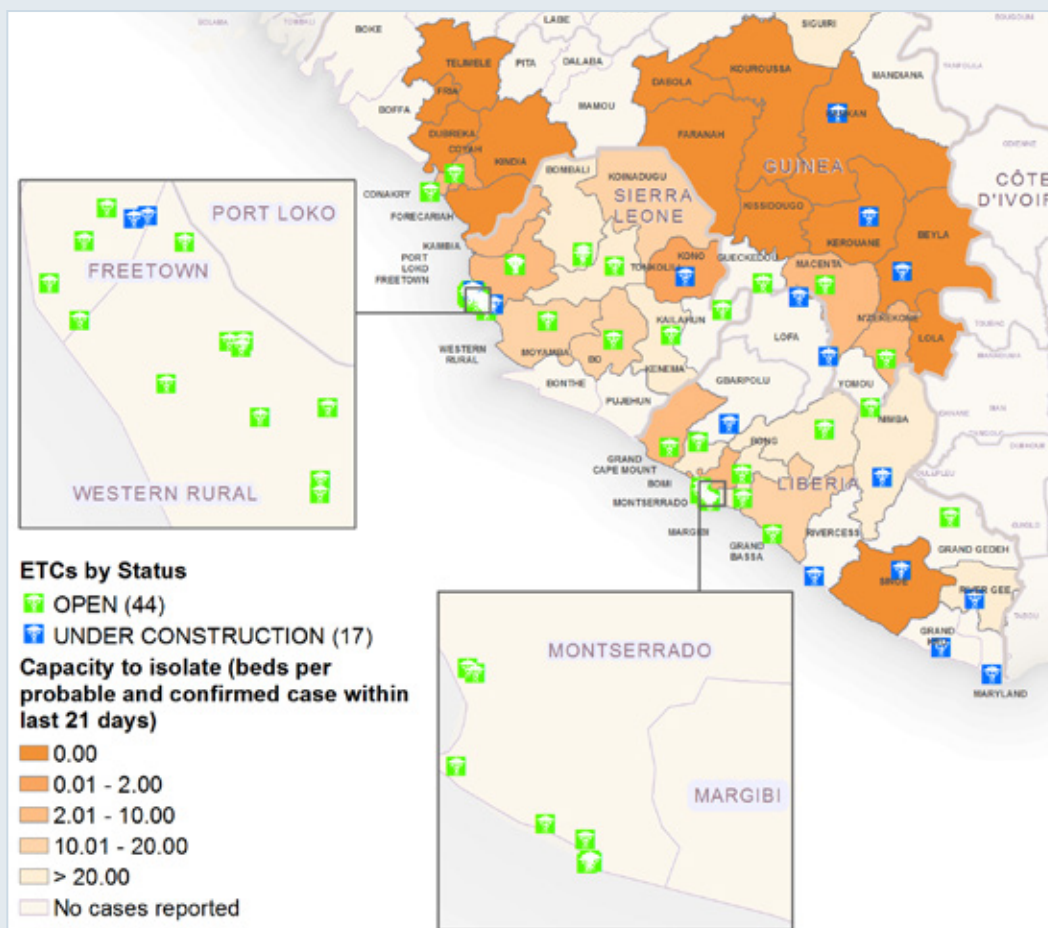 BOKE
LABE
SIGUIRI
TELIMELE
PITA
DALABA
KOUROUSSA
MANDIANA
DABOLA
FRIA
BOFFA
MAMOU
DUBREKA
COYAH
FARANAH
KINDIA
GUINEA
CÔTE
D'IVOIR
BOMBALI
KOINADUGU
CONAKRY
SIERRA
LEONE
FORECARIAH
KISSIDOUGO
BEYLA
KEROUANE
KAMBIA
KONO
GUECKEDOU
MACENTA
PORT
LOKO
FREETOWN
TONKOLILI
N'ZEREKORE
LOLA
KAILAHUN
LOFA
WESTERN
RURAL
MOYAMBA
BO
KENEMA
YOMOU
GBARPOLU
BONTHE
PUJEHUN
NIMBA
BONG
GRAND
CAPE MOUNT
BOMI
LIBERIA
MONTSERRADO
MARGIBI
RIVERCESS
GRAND
BASSA
GRAND GEDEH
SINOE
RIVER GEE
GRAND
MARYLAND
PORT LOKO
FREETOWN
WESTERN RURAL
MONTSERRADO
MARGIBI
ETCs by Status
OPEN (44)
UNDER CONSTRUCTION (17)
Capacity to isolate (beds per
probable and confirmed case within
last 21 days)
0.00
0.01 - 2.00
2.01 - 10.00
10.01 - 20.00
> 20.00
No cases reported